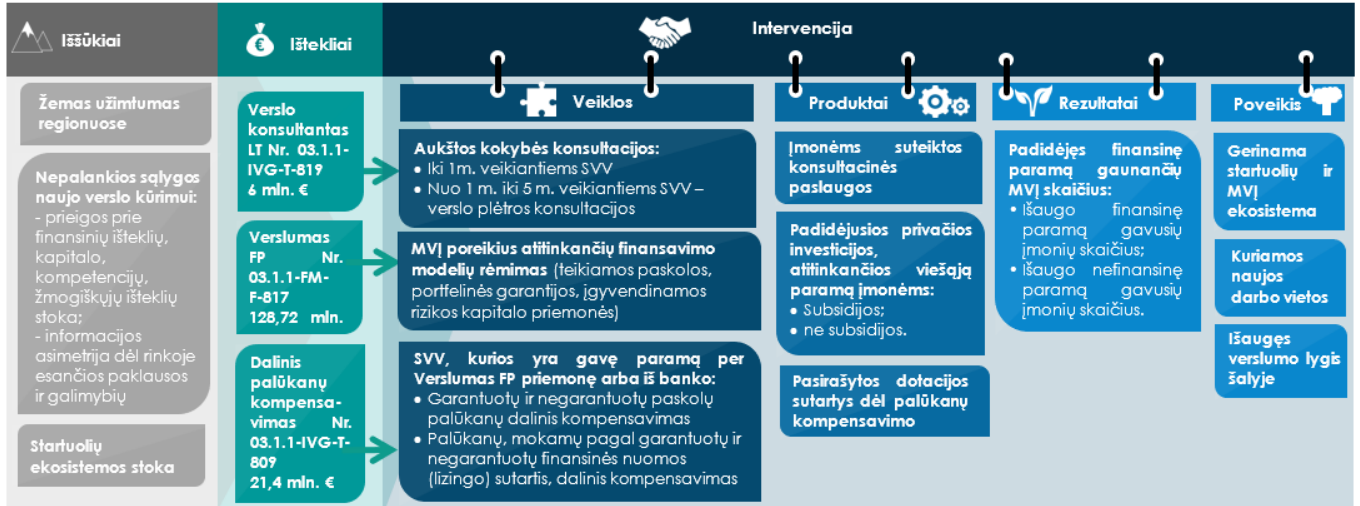 Iššūkiai
Ištekliai
Intervencija
Žemas užimtumas
regionuose
Nepalankios sąlygos
naujo verslo kūrimui:
- prieigos prie
finansinių išteklių,
kapitalo,
kompetencijų,
žmogiškųjų išteklių
stoka;
- informacijos
asimetrija dėl rinkoje
esančios paklausos
ir galimybių
Startuolių
ekosistemos stoka
Verslo
konsultantas
LT Nr. 03.1.1-
IVG-T-819
6 mln. €
Verslumas
FP Nr.
03.1.1-FM-
F-817
128,72 mln.
Dalinis
palūkanų
kompensa-
vimas Nr.
03.1.1-IVG-T-
809
21,4 mln. €
Veiklos
Aukštos kokybės konsultacijos:
• Iki 1m. veikiantiems SVV
• Nuo 1 m. iki 5 m. veikiantiems SVV –
verslo plėtros konsultacijos
MVĮ poreikius atitinkančių finansavimo
modelių rėmimas (teikiamos paskolos,
portfelinės garantijos, įgyvendinamos
rizikos kapitalo priemonės)
SVV, kurios yra gavę paramą per
Verslumas FP priemonę arba iš banko:
• Garantuotų ir negarantuotų paskolų
palūkanų dalinis kompensavimas
• Palūkanų, mokamų pagal garantuotų ir
negarantuotų finansinės nuomos
(lizingo) sutartis, dalinis kompensavimas
Produktai
Įmonėms suteiktos
konsultacinės
paslaugos
Padidėjusios privačios
investicijos,
atitinkančios viešąją
paramą įmonėms:
• Subsidijos;
• ne subsidijos.
Pasirašytos dotacijos
sutartys dėl palūkanų
kompensavimo
Rezultatai
Padidėjęs finansinę
paramą gaunančių
MVĮ skaičius:
• Išaugo finansinę
paramą gavusių
įmonių skaičius;
• Išaugo nefinansinę
paramą gavusių
įmonių skaičius.
Poveikis
Gerinama
startuolių ir
MVĮ
ekosistema
Kuriamos
naujos
darbo vietos
Išaugęs
verslumo lygis
šalyje